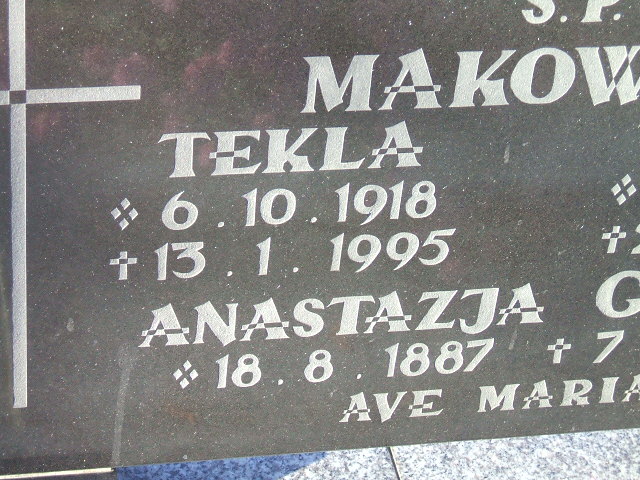 Ś.P.
MAKOW
TEKLA
6.10.1918
✝ 13.1.1995
ANASTAZJA G
18.8.1887 ✝ 7
AVE MARIA